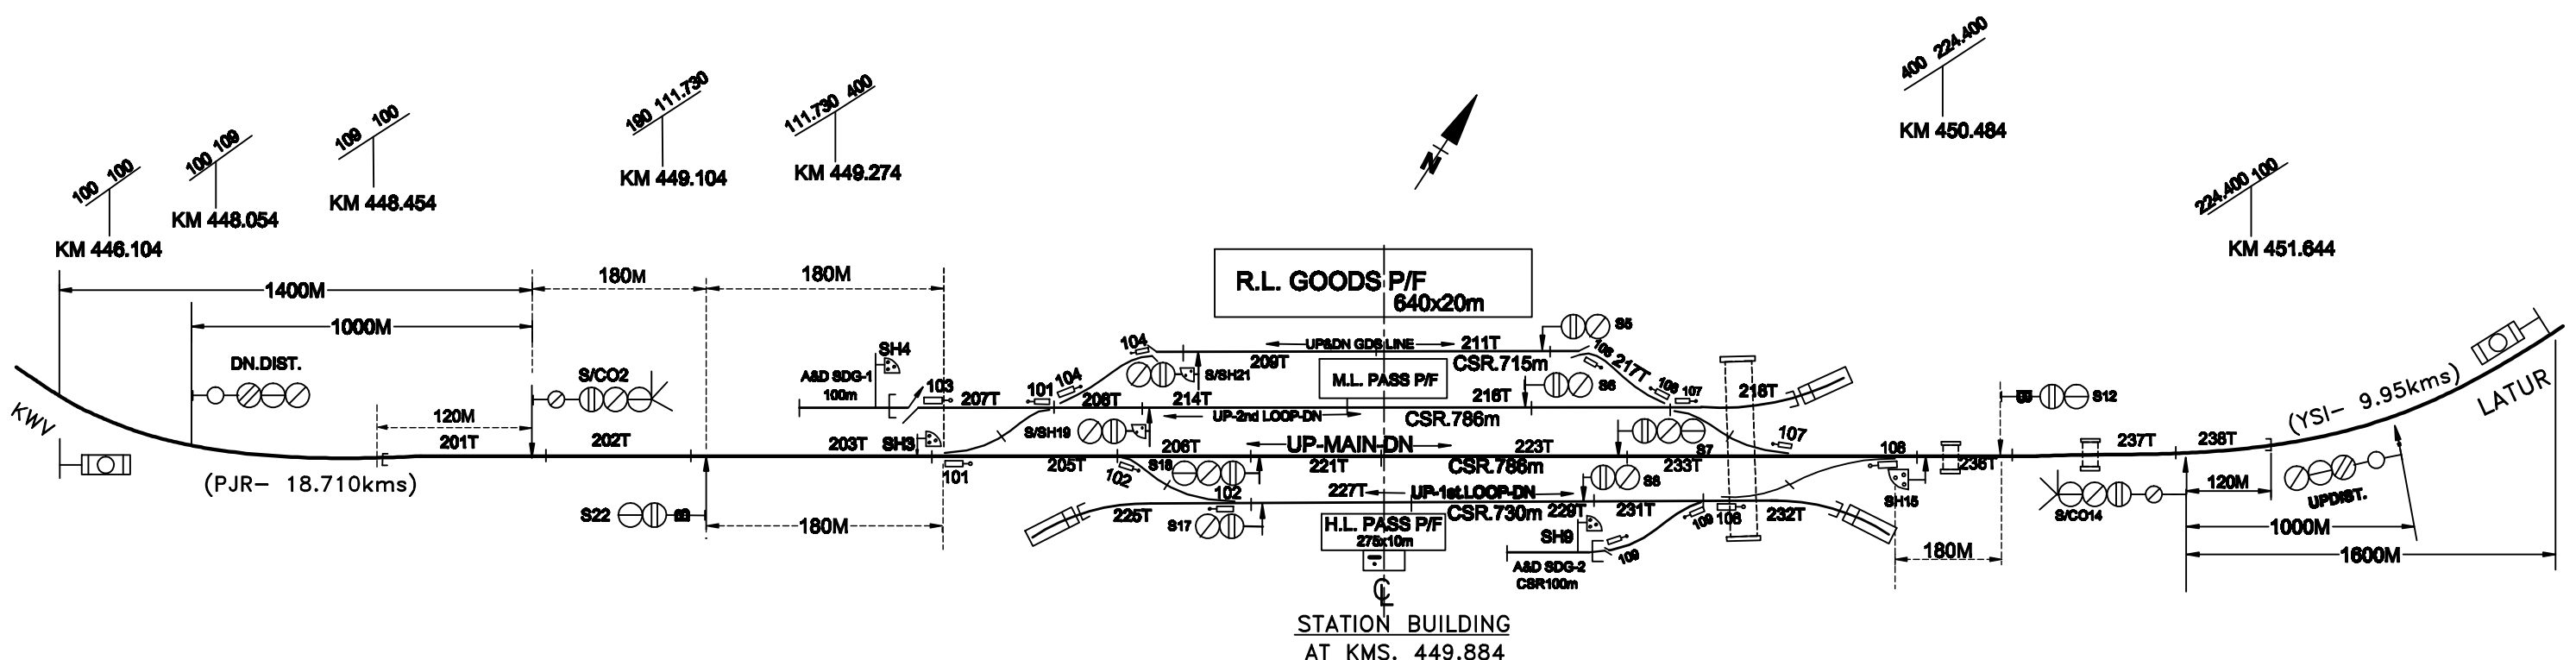 100 100
KM 446.104
100 109
KM 448.054
109 100
KM 448.454
190 111.730
KM 449.104
111.730 400
KM 449.274
N
400 224.400
KM 450.484
224.400 100
KM 451.644
1400M
180M
180M
1000M
DN.DIST.
S/CO2
120M
KWV
(PJR- 18.710kms)
201T
202T
203T
S22
180M
A&D SDG-1
100m
SH4
103
207T
101
104
104
206T
SH3
101
205T
102
102
S/SH21
S/SH19
214T
S18
206T
225T
S17
R.L. GOODS P/F
640x20m
UP&DN GDS LINE
209T
211T
CSR.715m
M.L. PASS P/F
UP-2nd LOOP-DN
216T
CSR.786m
UP-MAIN-DN
221T
223T
CSR.786m
227T
UP-1st.LOOP-DN
CSR.730m
H.L. PASS P/F
275x10m
S5
S6
S7
S8
217T
107
107
218T
233T
229T
231T
232T
SH9
109
109
A&D SDG-2
CSR100m
SH15
S12
236T
180M
237T
238T
S/CO14
120M
UPDIST.
1000M
1600M
(YSI- 9.95kms)
LATUR
STATION BUILDING
AT KMS. 449.884